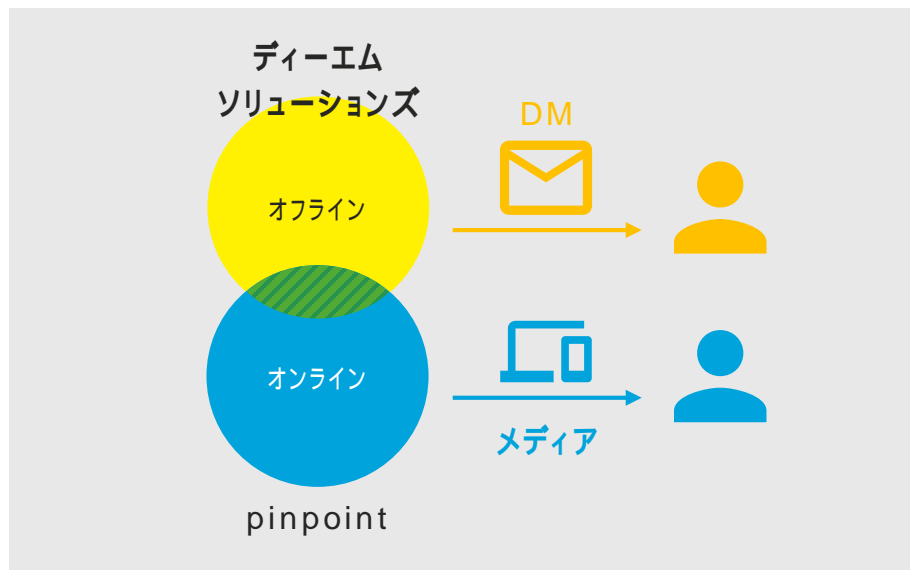 ディーエム
ソリューションズ
オフライン
DM
オンライン
メディア
pinpoint